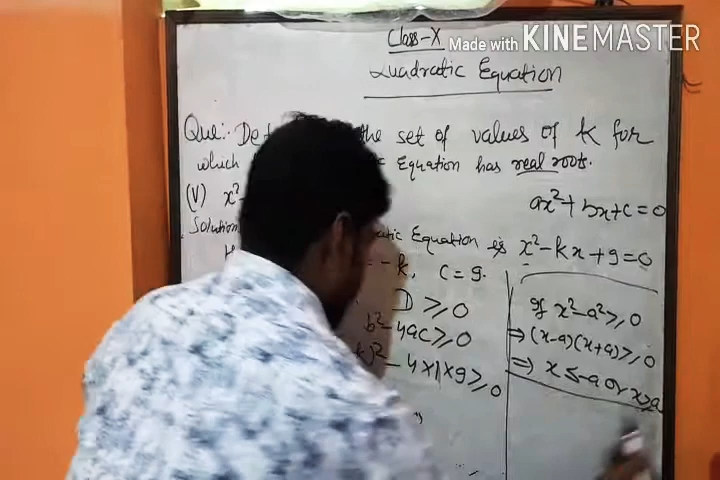 Made with KINEMASTER
Class-X
Quadratic Equation
Que:- the set of values of k for
which Equation has real roots.
(V) x²
ax²+bx+c=0
Solution Equation is x²-kx+9=0
-k, c=9.
D ≥ 0
b²-4ac ≥ 0
k)²-4×1×9 ≥ 0
If x²-a² ≥ 0
⇒ (x-a)(x+a) ≥ 0
⇒ x ≤ -a or x ≥ a